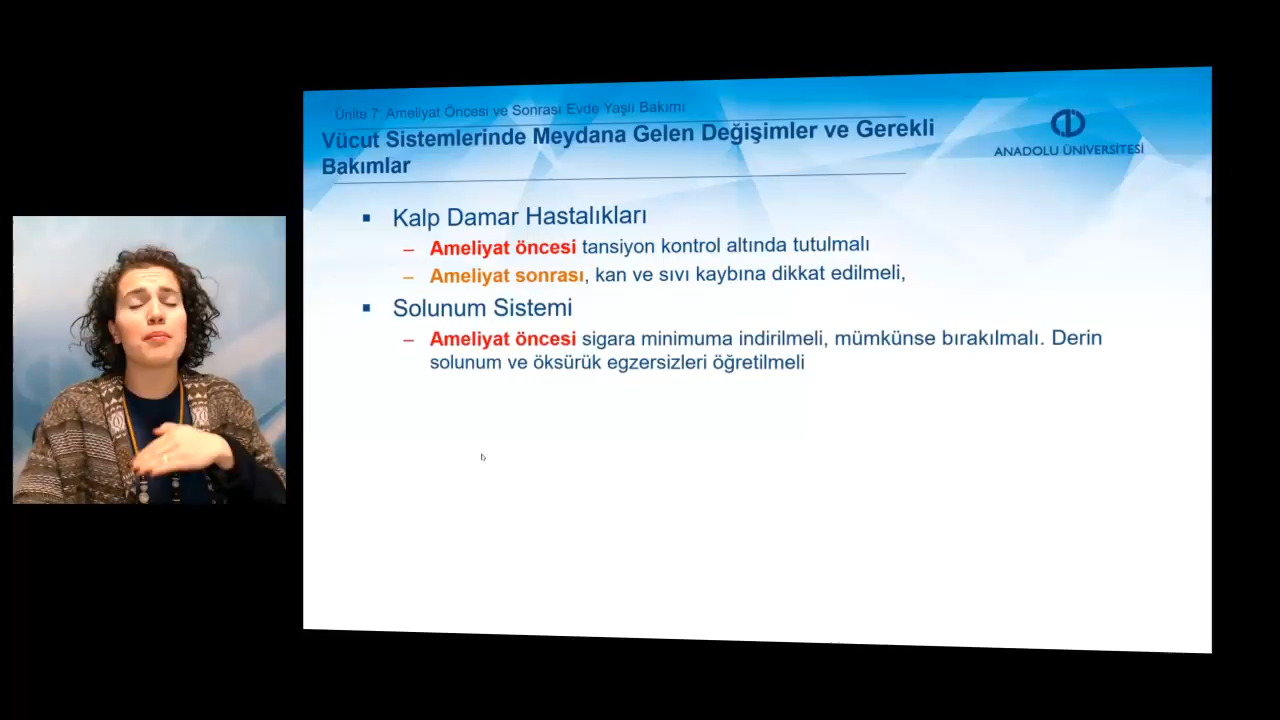 Ünite 7: Ameliyat Öncesi ve Sonrası Evde Yaşlı Bakımı
Vücut Sistemlerinde Meydana Gelen Değişimler ve Gerekli
Bakımlar
ANADOLU ÜNİVERSİTESİ
▪ Kalp Damar Hastalıkları
– Ameliyat öncesi tansiyon kontrol altında tutulmalı
– Ameliyat sonrası, kan ve sıvı kaybına dikkat edilmeli,
▪ Solunum Sistemi
– Ameliyat öncesi sigara minimuma indirilmeli, mümkünse bırakılmalı. Derin
solunum ve öksürük egzersizleri öğretilmeli